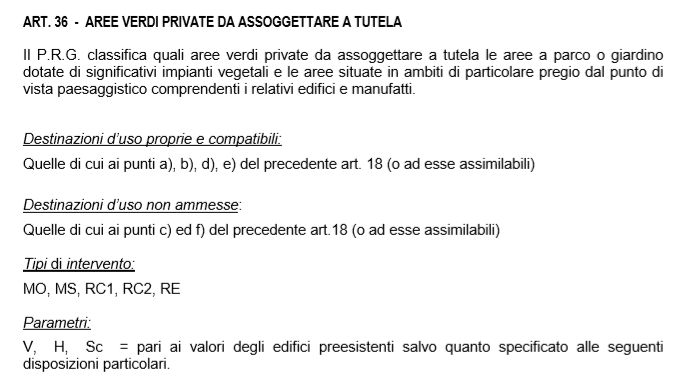 ART. 36 - AREE VERDI PRIVATE DA ASSOGGETTARE A TUTELA
Il P.R.G. classifica quali aree verdi private da assoggettare a tutela le aree a parco o giardino
dotate di significativi impianti vegetali e le aree situate in ambiti di particolare pregio dal punto di
vista paesaggistico comprendenti i relativi edifici e manufatti.
Destinazioni d'uso proprie e compatibili:
Quelle di cui ai punti a), b), d), e) del precedente art. 18 (o ad esse assimilabili)
Destinazioni d'uso non ammesse:
Quelle di cui ai punti c) ed f) del precedente art.18 (o ad esse assimilabili)
Tipi di intervento:
MO, MS, RC1, RC2, RE
Parametri:
V, H, Sc = pari ai valori degli edifici preesistenti salvo quanto specificato alle seguenti
disposizioni particolari.